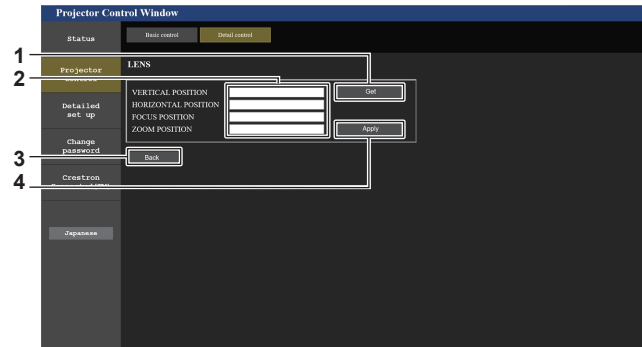 Projector Control Window
Status
Basic control
Detail control
1
2
Projector
control
LENS
VERTICAL POSITION
Get
HORIZONTAL POSITION
FOCUS POSITION
ZOOM POSITION
Apply
Detailed
set up
Change
password
3
Back
4
Crestron
Japanese